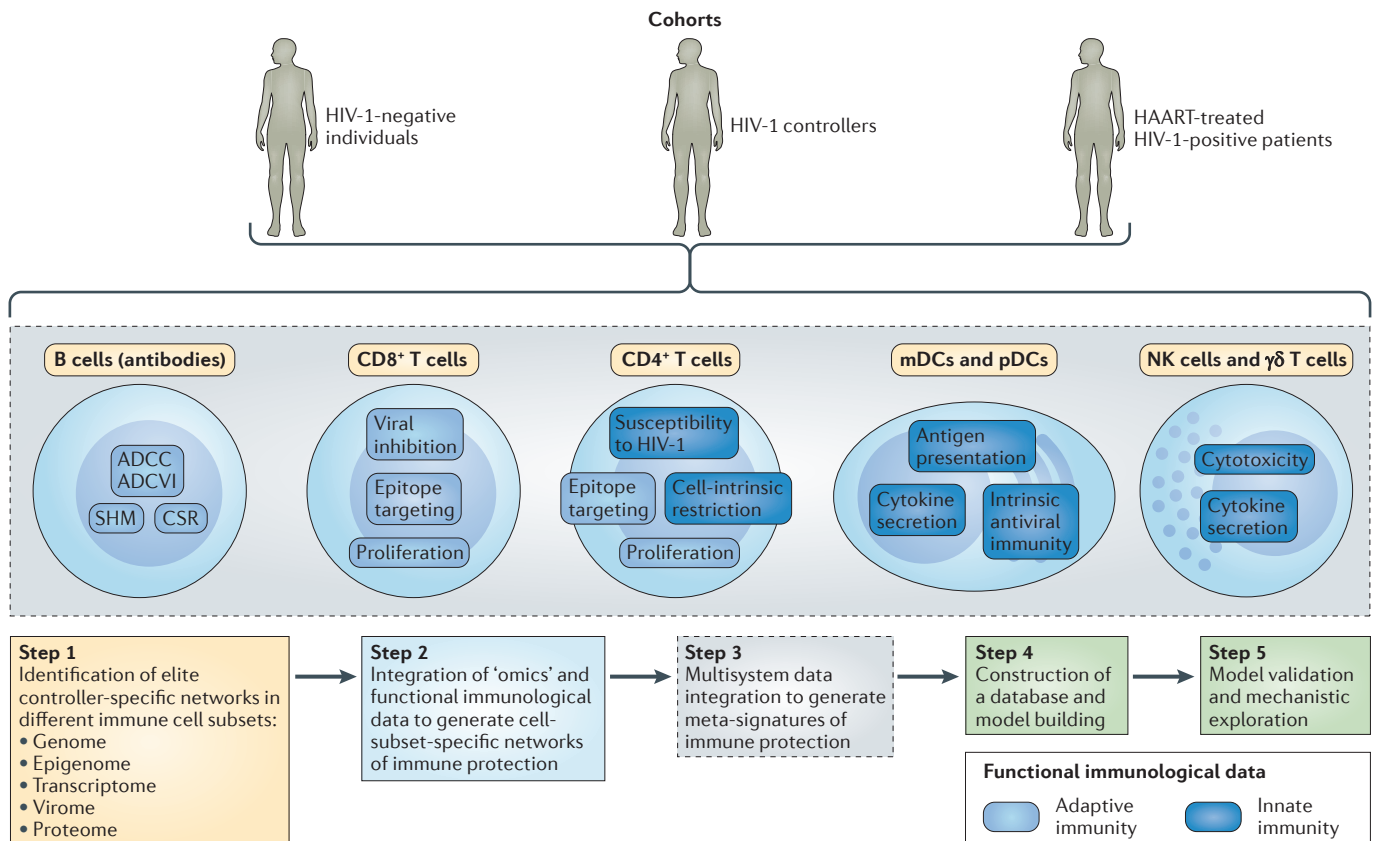 Cohorts
HIV-1-negative
individuals
HIV-1 controllers
HAART-treated
HIV-1-positive patients
B cells (antibodies)
ADCC
ADCVI
SHM
CSR
CD8⁺ T cells
Viral
inhibition
Epitope
targeting
Proliferation
CD4⁺ T cells
Susceptibility
to HIV-1
Epitope
targeting
Cell-intrinsic
restriction
Proliferation
mDCs and pDCs
Antigen
presentation
Cytokine
secretion
Intrinsic
antiviral
immunity
NK cells and γδ T cells
Cytotoxicity
Cytokine
secretion
Step 1
Identification of elite
controller-specific networks in
different immune cell subsets:
• Genome
• Epigenome
• Transcriptome
• Virome
• Proteome
Step 2
Integration of ‘omics’ and
functional immunological
data to generate cell-
subset-specific networks
of immune protection
Step 3
Multisystem data
integration to generate
meta-signatures of
immune protection
Step 4
Construction of
a database and
model building
Step 5
Model validation
and mechanistic
exploration
Functional immunological data
Adaptive
immunity
Innate
immunity